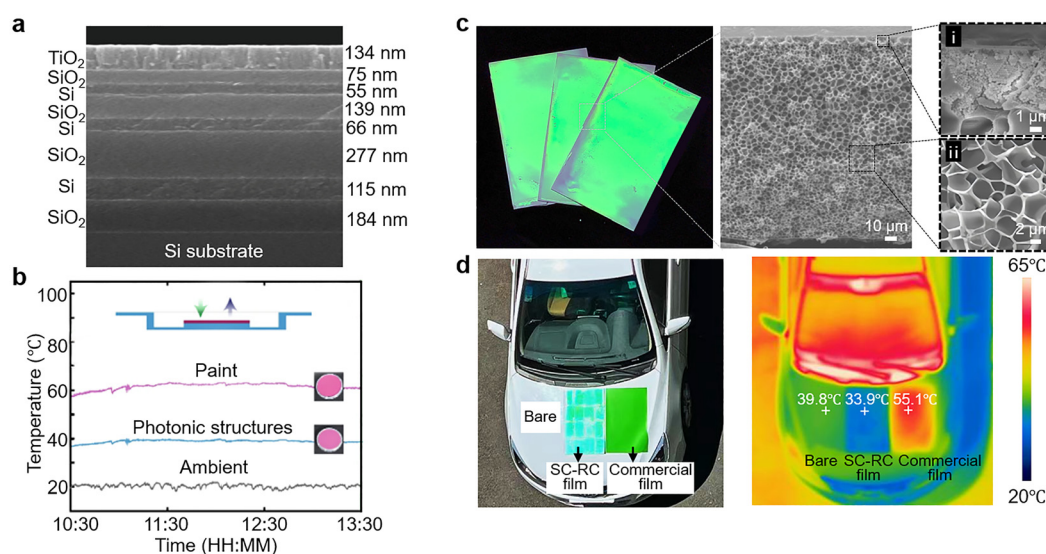 a
TiO2
134 nm
SiO2
75 nm
Si
55 nm
SiO2
139 nm
Si
66 nm
SiO2
277 nm
Si
115 nm
SiO2
184 nm
Si substrate
b
Temperature (°C)
100
80
60
40
20
Paint
Photonic structures
Ambient
10:30
11:30
12:30
13:30
Time (HH:MM)
c
10 μm
i
1 μm
ii
2 μm
d
Bare
SC-RC
film
Commercial
film
39.8℃
33.9℃
55.1℃
Bare
SC-RC
film
Commercial
film
65℃
20℃